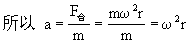 所以 a = F合/m = mω²r/m = ω²r